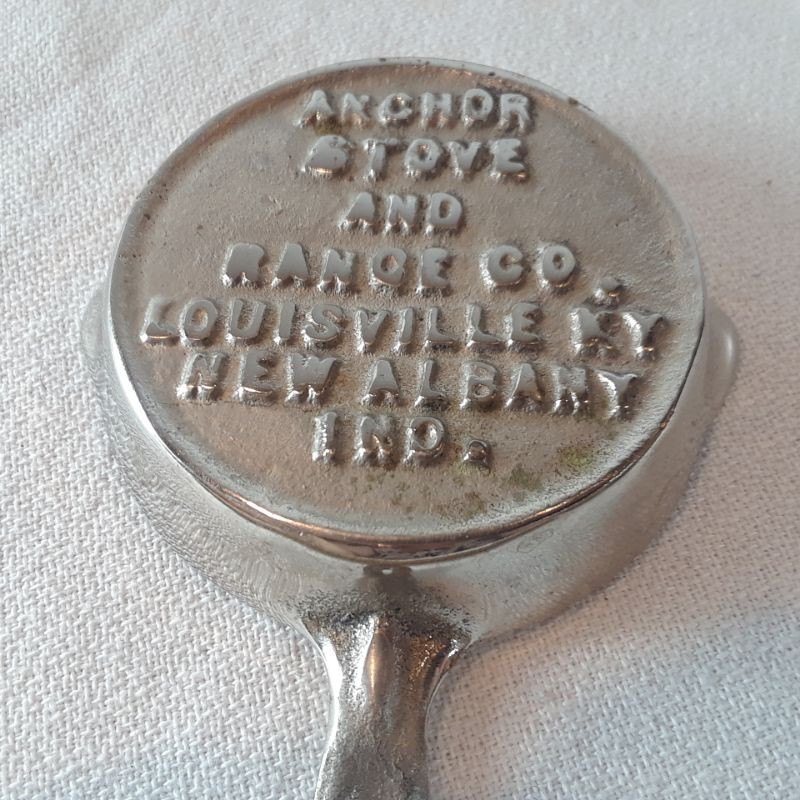 ANCHOR
STOVE
AND
RANGE CO.
LOUISVILLE KY
NEW ALBANY
IND.